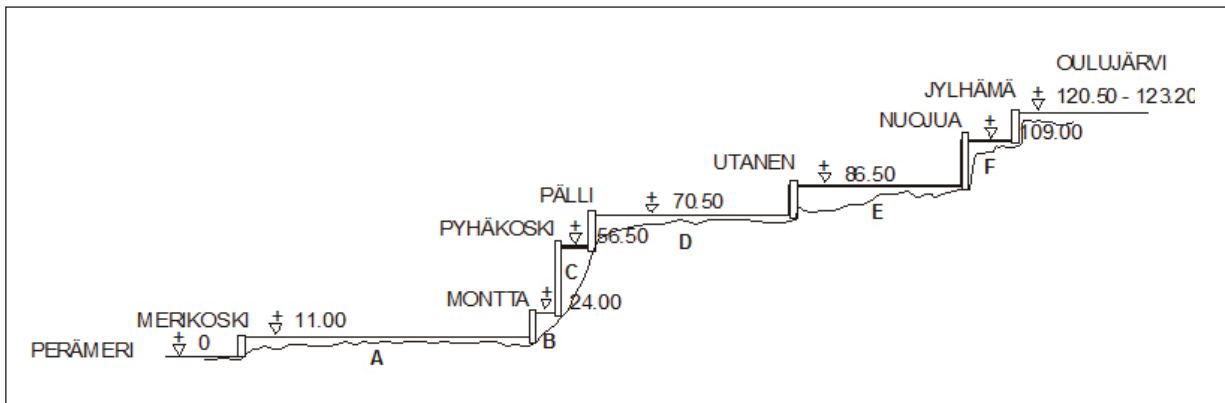 OULUJÄRVI
JYLHÄMÄ ± 120.50 - 123.20
NUOJUA ± 109.00
F
UTANEN ± 86.50
E
PÄLLI ± 70.50
D
PYHÄKOSKI ± 56.50
C
MONTTA ± 24.00
B
MERIKOSKI ± 11.00
A
PERÄMERI ± 0